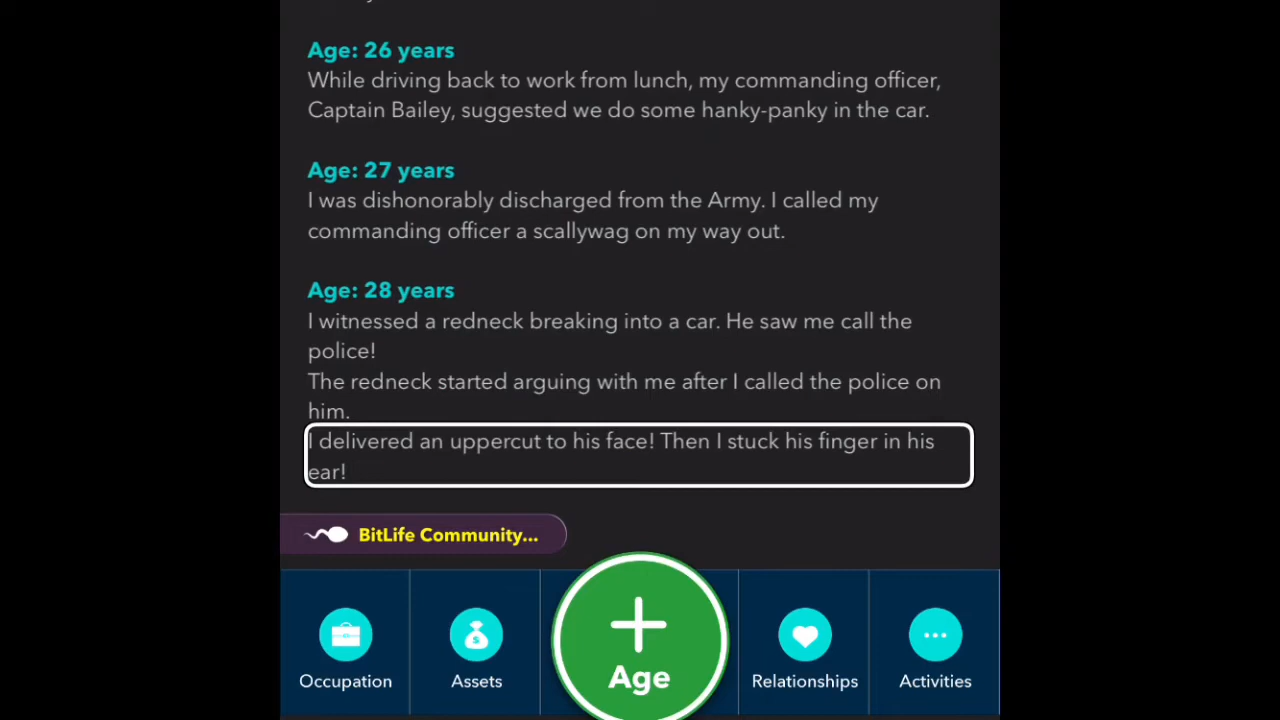 Age: 26 years
While driving back to work from lunch, my commanding officer,
Captain Bailey, suggested we do some hanky-panky in the car.
Age: 27 years
I was dishonorably discharged from the Army. I called my
commanding officer a scallywag on my way out.
Age: 28 years
I witnessed a redneck breaking into a car. He saw me call the
police!
The redneck started arguing with me after I called the police on
him.
I delivered an uppercut to his face! Then I stuck his finger in his
ear!
BitLife Community...
Age
Occupation
Assets
Relationships
Activities